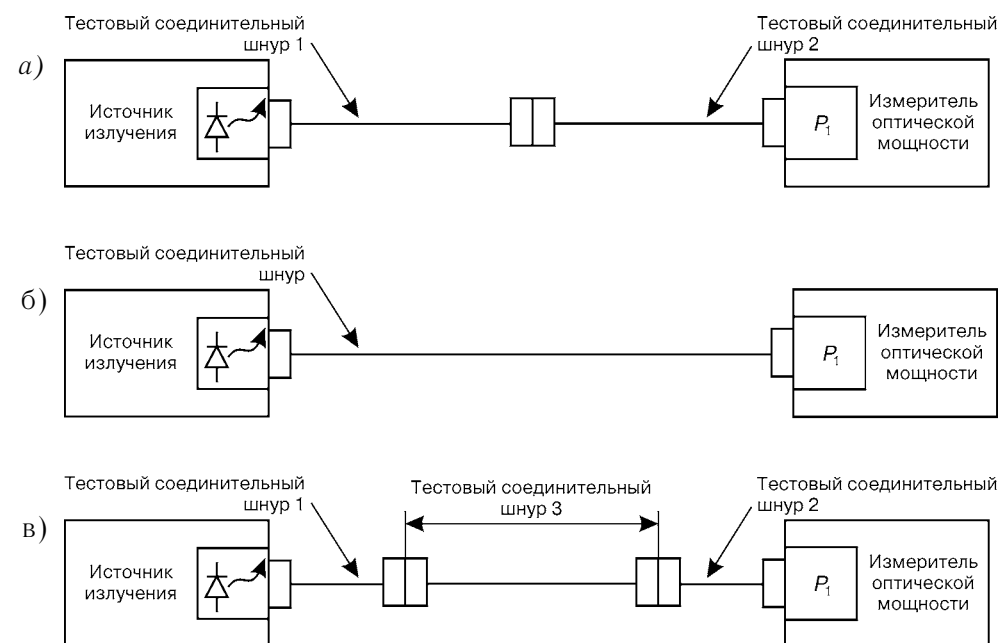 Тестовый соединительный
шнур 1
Тестовый соединительный
шнур 2
а)
Источник
излучения
P₁
Измеритель
оптической
мощности
Тестовый соединительный
шнур
б)
Источник
излучения
P₁
Измеритель
оптической
мощности
Тестовый соединительный
шнур 1
Тестовый соединительный
шнур 3
Тестовый соединительный
шнур 2
в)
Источник
излучения
P₁
Измеритель
оптической
мощности